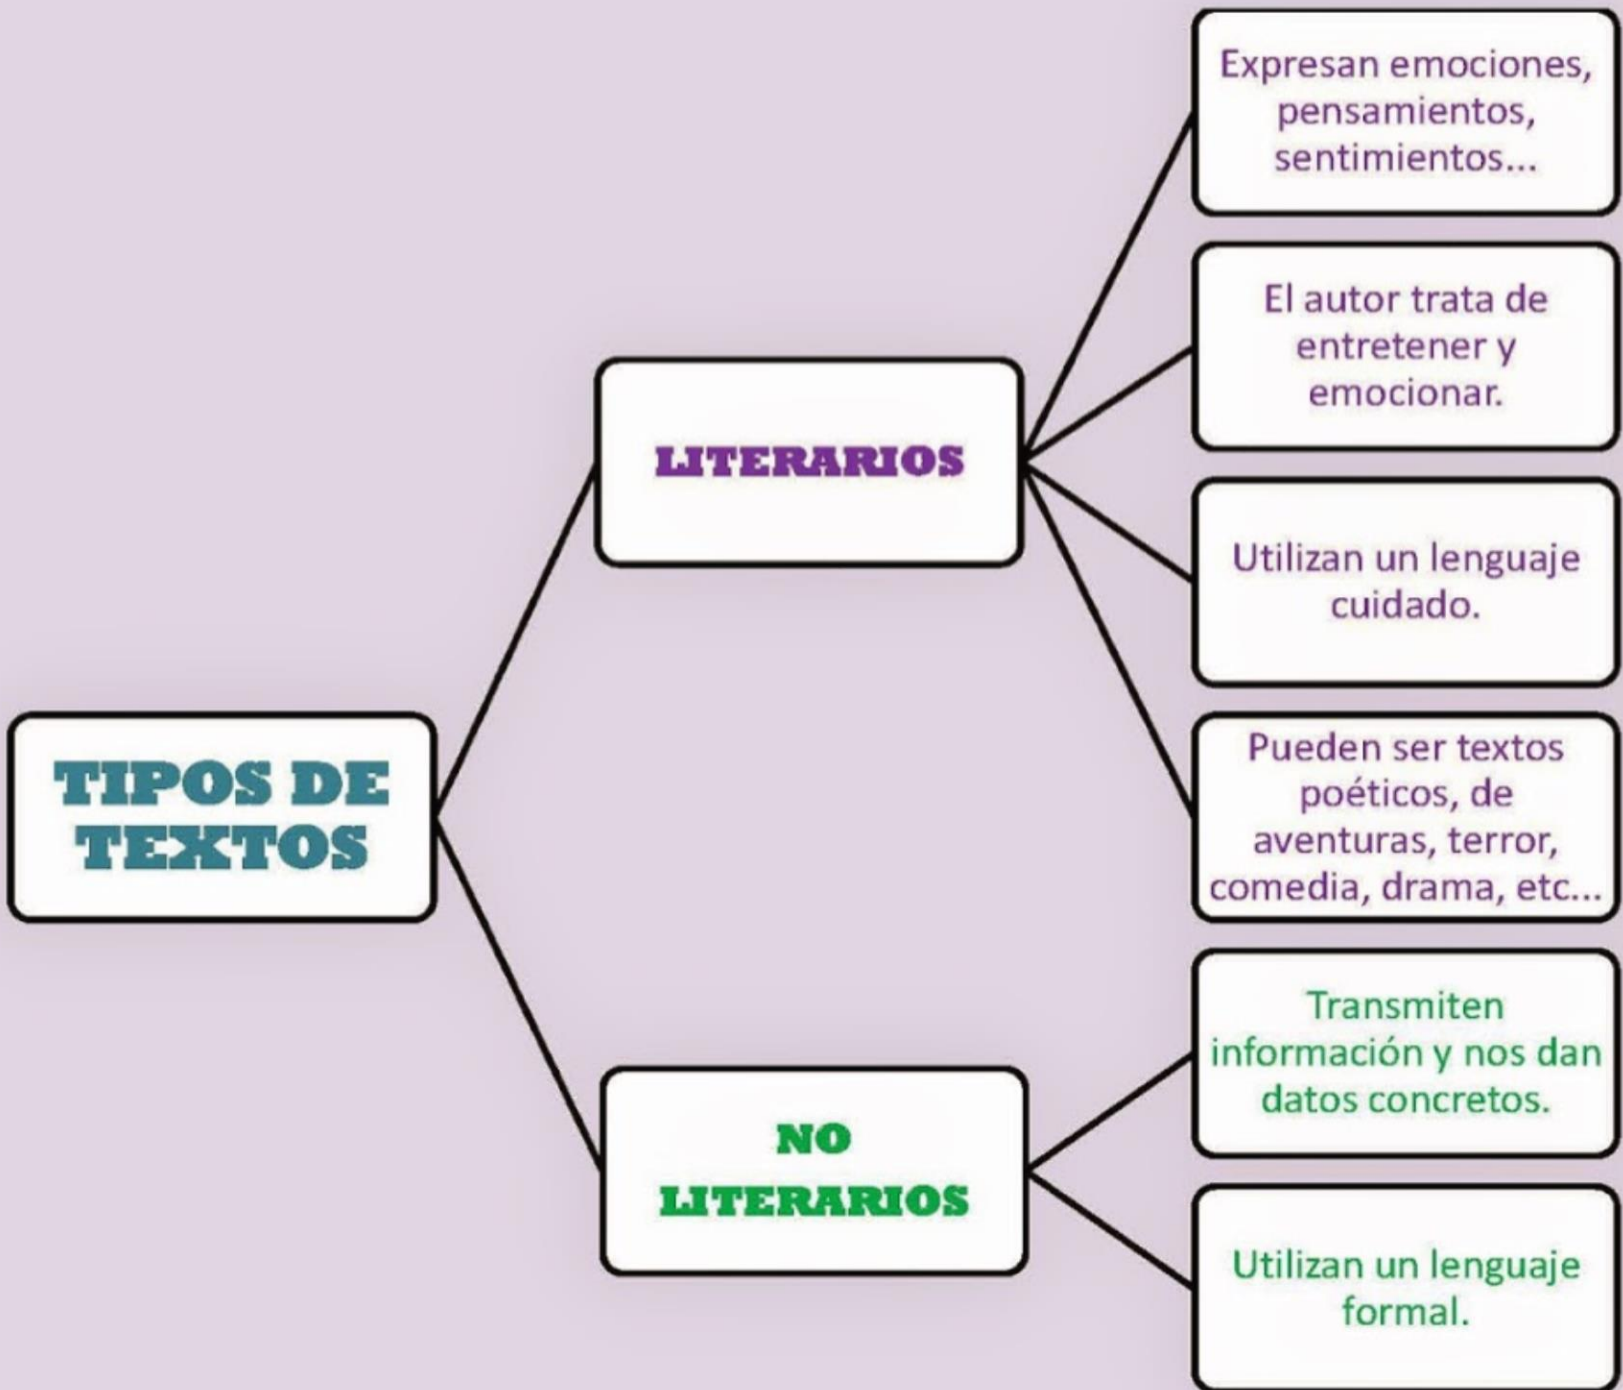 TIPOS DE
TEXTOS
LITERARIOS
Expresan emociones,
pensamientos,
sentimientos...
El autor trata de
entretener y
emocionar.
Utilizan un lenguaje
cuidado.
Pueden ser textos
poéticos, de
aventuras, terror,
comedia, drama, etc...
NO
LITERARIOS
Transmiten
información y nos dan
datos concretos.
Utilizan un lenguaje
formal.